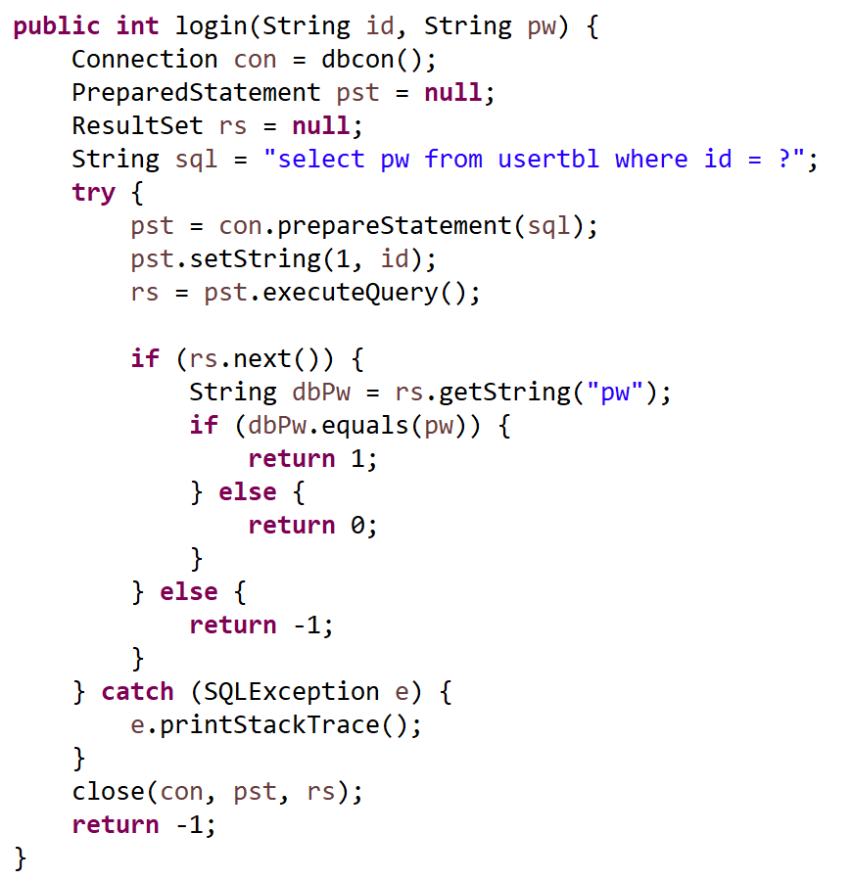 public int login(String id, String pw) {
    Connection con = dbcon();
    PreparedStatement pst = null;
    ResultSet rs = null;
    String sql = "select pw from usertbl where id = ?";
    try {
        pst = con.prepareStatement(sql);
        pst.setString(1, id);
        rs = pst.executeQuery();

        if (rs.next()) {
            String dbPw = rs.getString("pw");
            if (dbPw.equals(pw)) {
                return 1;
            } else {
                return 0;
            }
        } else {
            return -1;
        }
    } catch (SQLException e) {
        e.printStackTrace();
    }
    close(con, pst, rs);
    return -1;
}